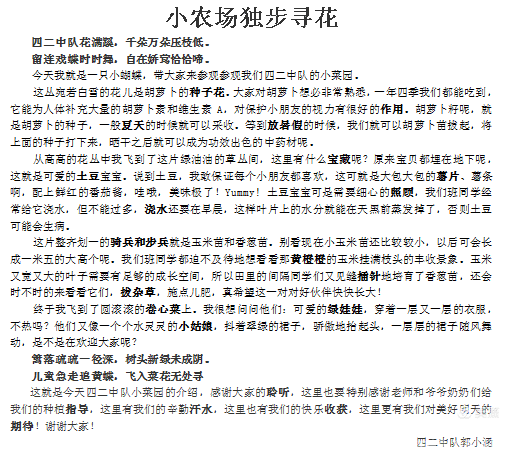 小农场独步寻花
四二中队花满蹊，千朵万朵压枝低。
留连戏蝶时时舞，自在娇莺恰恰啼。
今天我就是一只小蝴蝶，带大家来参观参观我们四二中队的小菜园。
这丛宛若白雪的花儿是胡萝卜的种子花。大家对胡萝卜想必非常熟悉，一年四季我们都能吃到，
它能为人体补充大量的胡萝卜素和维生素 A，对保护小朋友的视力有很好的作用。胡萝卜籽呢，就
是胡萝卜的种子，一般夏天的时候就可以采收。等到放暑假的时候，我们就可以胡萝卜苗拔起，将
上面的种子打下来，晒干之后就可以成为功效出色的中药材呢。
从高高的花丛中我飞到了这片绿油油的草丛间，这里有什么宝藏呢？原来宝贝都埋在地下呢，
这就是可爱的土豆宝宝。说到土豆，我敢保证每个小朋友都喜欢，这可就是大包大包的薯片、薯条
啊，配上鲜红的番茄酱，哇哦，美味极了！Yummy！土豆宝宝可是需要细心的照顾，我们班同学经
常给它浇水，但不能过多，浇水还要在早晨，这样叶片上的水分就能在天黑前蒸发掉了，否则土豆
可能会生病。
这片整齐划一的骑兵和步兵就是玉米苗和香葱苗。别看现在小玉米苗还比较较小，以后可会长
成一米五的大高个呢。我们班同学都迫不及待地想看看那黄橙橙的玉米挂满枝头的丰收景象。玉米
又宽又大的叶子需要有足够的成长空间，所以田里的间隔同学们又见缝插针地培育了香葱苗，还会
时不时的来看看它们，拔杂草，施点儿肥，真希望这一对对好伙伴快快长大！
终于我飞到了圆滚滚的卷心菜上。我很想问问他们：可爱的绿娃娃，穿着一层又一层的衣服，
不热吗？他们又像一个个水灵灵的小姑娘，抖着翠绿的裙子，骄傲地抬起头，一层层的裙子随风舞
动，是不是在欢迎大家呢？
篱落疏疏一径深，树头新绿未成阴。
儿童急走追黄蝶，飞入菜花无处寻
这就是今天四二中队小菜园的介绍，感谢大家的聆听，这里也要特别感谢老师和爷爷奶奶们给
我们的种植指导，这里有我们的辛勤汗水，这里也有我们的快乐收获，这里更有我们对美好明天的
期待！谢谢大家！
四二中队郭小涵